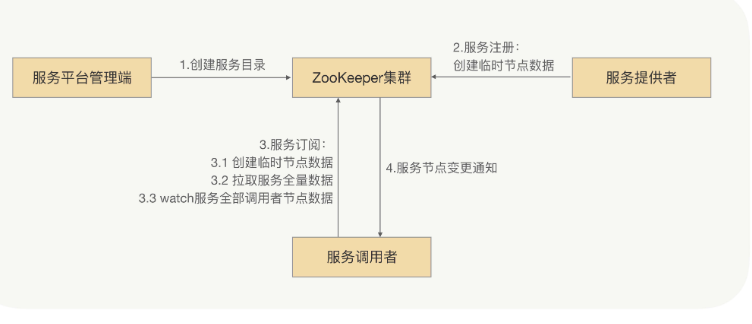 2.服务注册：
创建临时节点数据
1.创建服务目录
服务平台管理端
ZooKeeper集群
服务提供者
3.服务订阅：
3.1 创建临时节点数据
3.2 拉取服务全量数据
3.3 watch服务全部调用者节点数据
4.服务节点变更通知
服务调用者